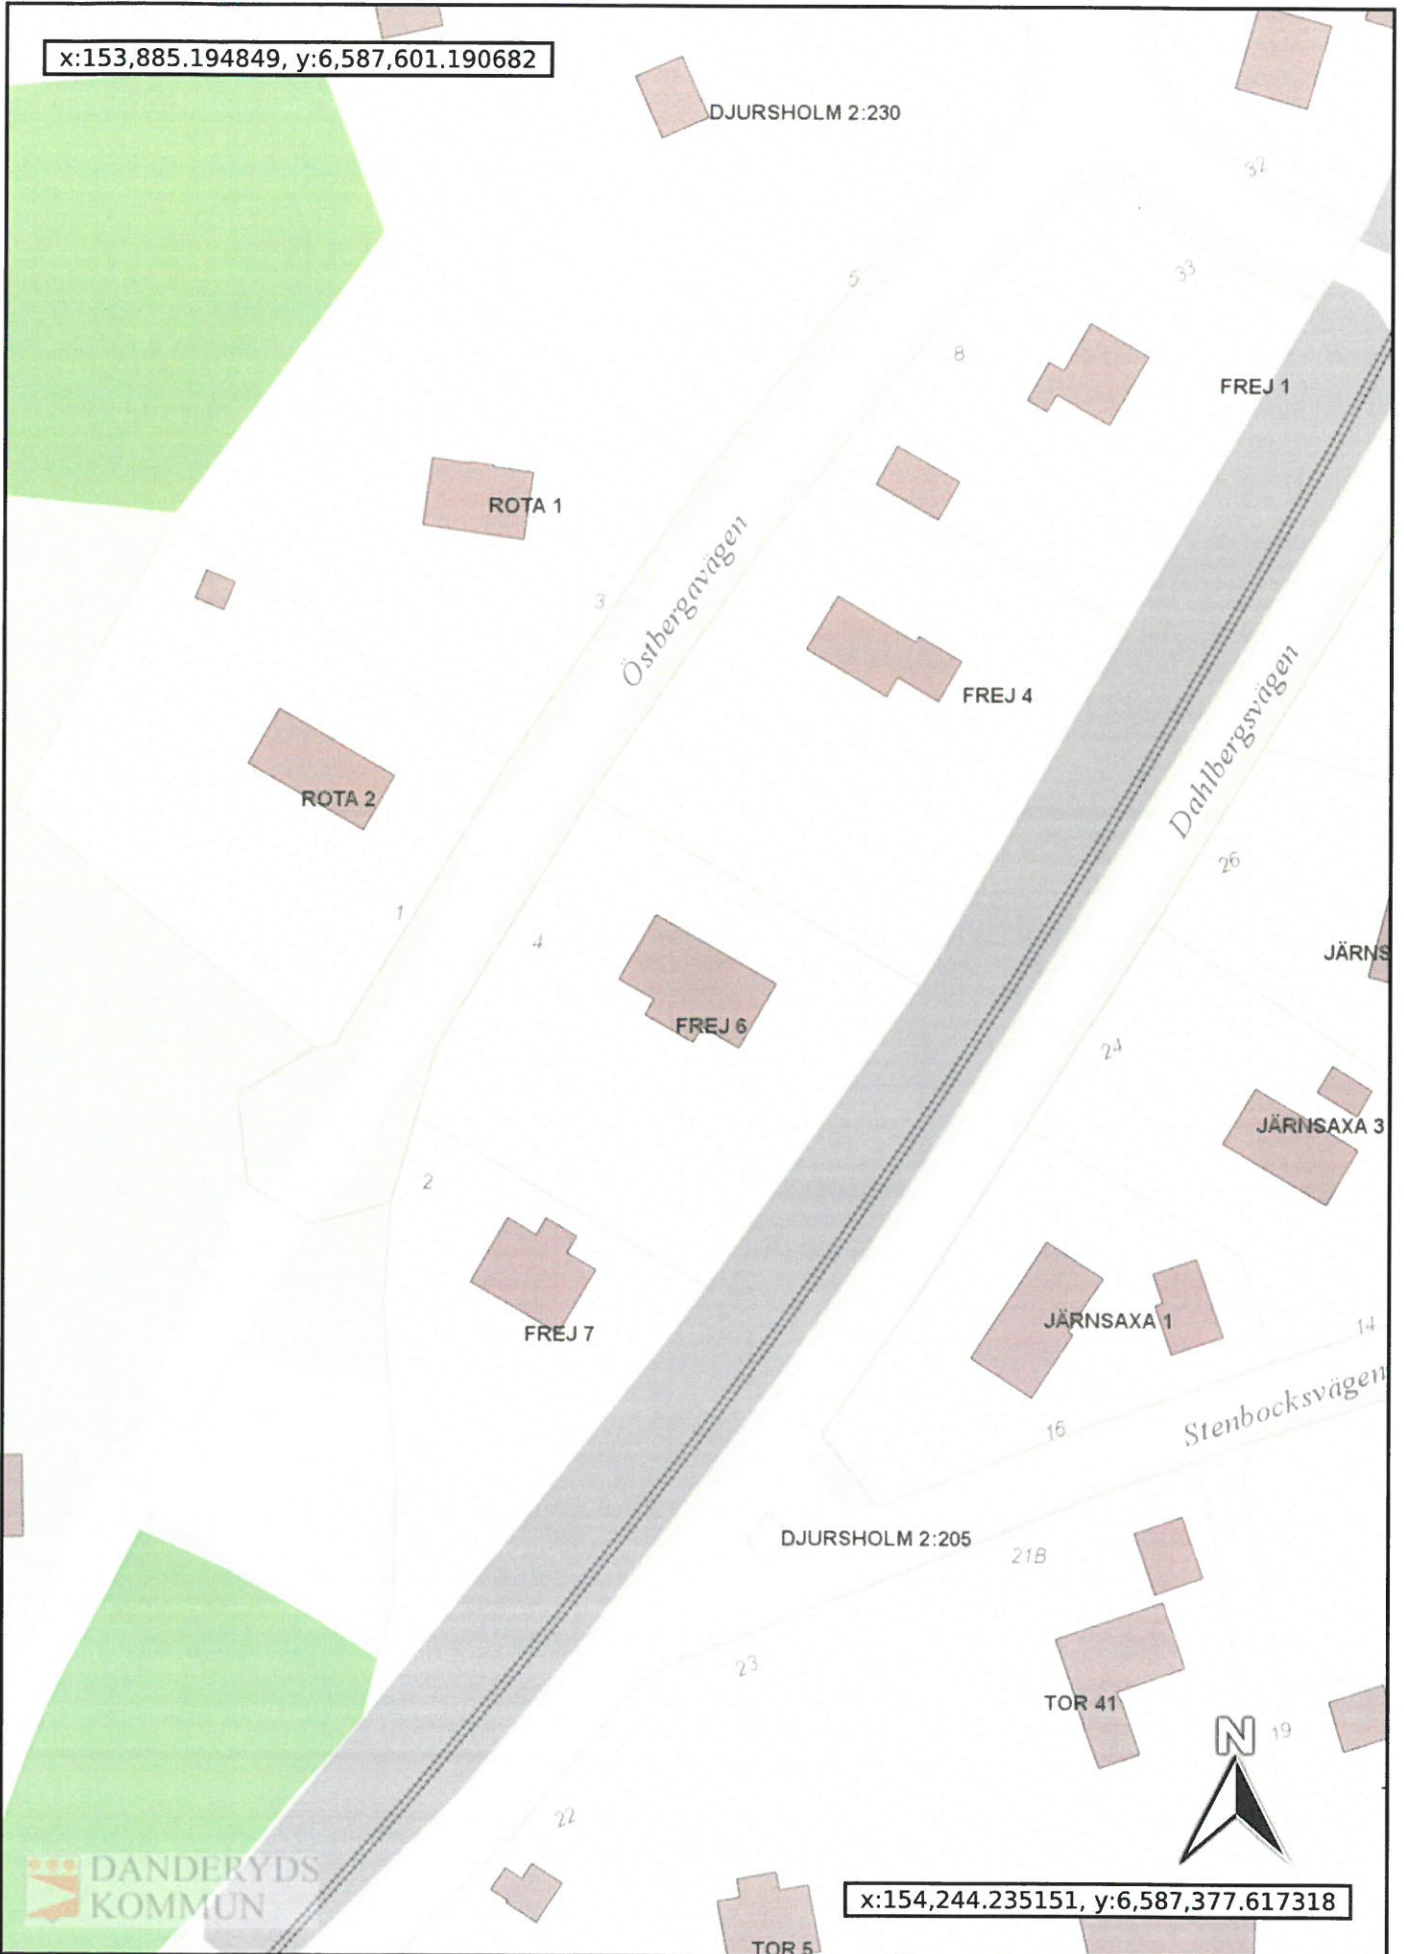 x:153,885.194849, y:6,587,601.190682
DJURSHOLM 2:230
32
33
5
8
FREJ 1
ROTA 1
3
Östbergavägen
FREJ 4
Dahlbergsvägen
ROTA 2
26
1
4
JÄRNS
FREJ 6
24
JÄRNSAXA 3
2
JÄRNSAXA 1
14
FREJ 7
Stenbocksvägen
16
DJURSHOLM 2:205
21B
23
TOR 41
N
19
22
DANDERYDS
KOMMUN
x:154,244.235151, y:6,587,377.617318
TOR 5